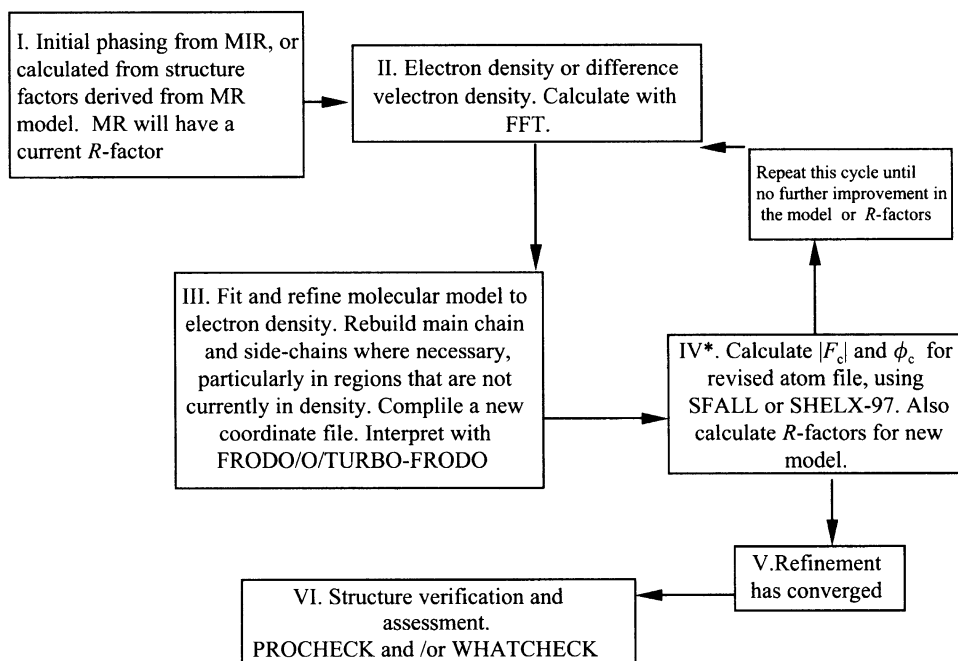 I. Initial phasing from MIR, or
calculated from structure
factors derived from MR
model. MR will have a
current R-factor
II. Electron density or difference
velectron density. Calculate with
FFT.
Repeat this cycle until
no further improvement in
the model or R-factors
III. Fit and refine molecular model to
electron density. Rebuild main chain
and side-chains where necessary,
particularly in regions that are not
currently in density. Complile a new
coordinate file. Interpret with
FRODO/O/TURBO-FRODO
IV*. Calculate |Fc| and ϕc for
revised atom file, using
SFALL or SHELX-97. Also
calculate R-factors for new
model.
V.Refinement
has converged
VI. Structure verification and
assessment.
PROCHECK and /or WHATCHECK